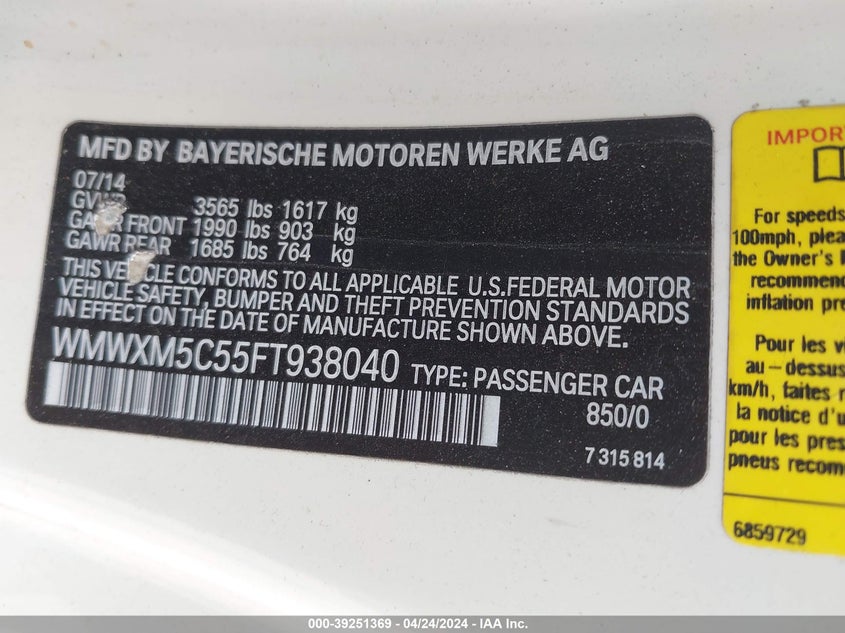 MFD BY BAYERISCHE MOTOREN WERKE AG
07/14
GVWR 3565 lbs 1617 kg
GAWR FRONT 1990 lbs 903 kg
GAWR REAR 1685 lbs 764 kg
THIS VEHICLE CONFORMS TO ALL APPLICABLE U.S.FEDERAL MOTOR
VEHICLE SAFETY, BUMPER AND THEFT PREVENTION STANDARDS
IN EFFECT ON DATE OF MANUFACTURE SHOWN ABOVE.
WMWXM5C55FT938040 TYPE: PASSENGER CAR
850/0
7 315 814
IMPOR
For speeds
100mph, plea
the Owner's
recommen
inflation pre
Pour les v
au-dessus
km/h, faites
la notice d'u
pour les pres
pneus recom
6859729
000-39251369 - 04/24/2024 - IAA Inc.